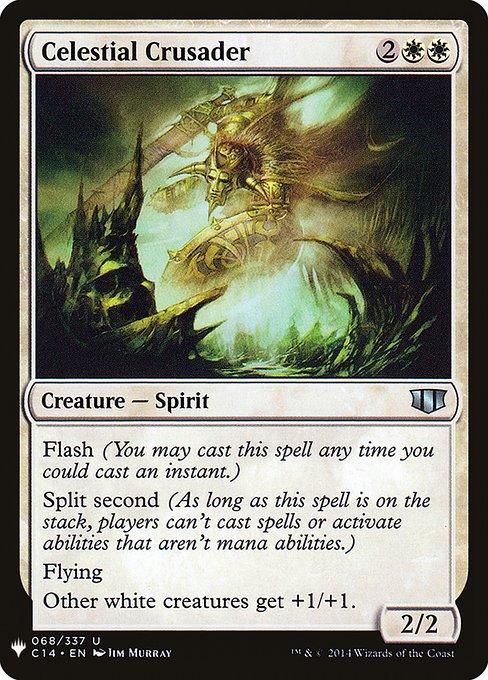 Celestial Crusader 2
Creature — Spirit
Flash (You may cast this spell any time you
could cast an instant.)
Split second (As long as this spell is on the
stack, players can't cast spells or activate
abilities that aren't mana abilities.)
Flying
Other white creatures get +1/+1.
2/2
068/337 U
C14 • EN Jim Murray
™ & © 2014 Wizards of the Coast